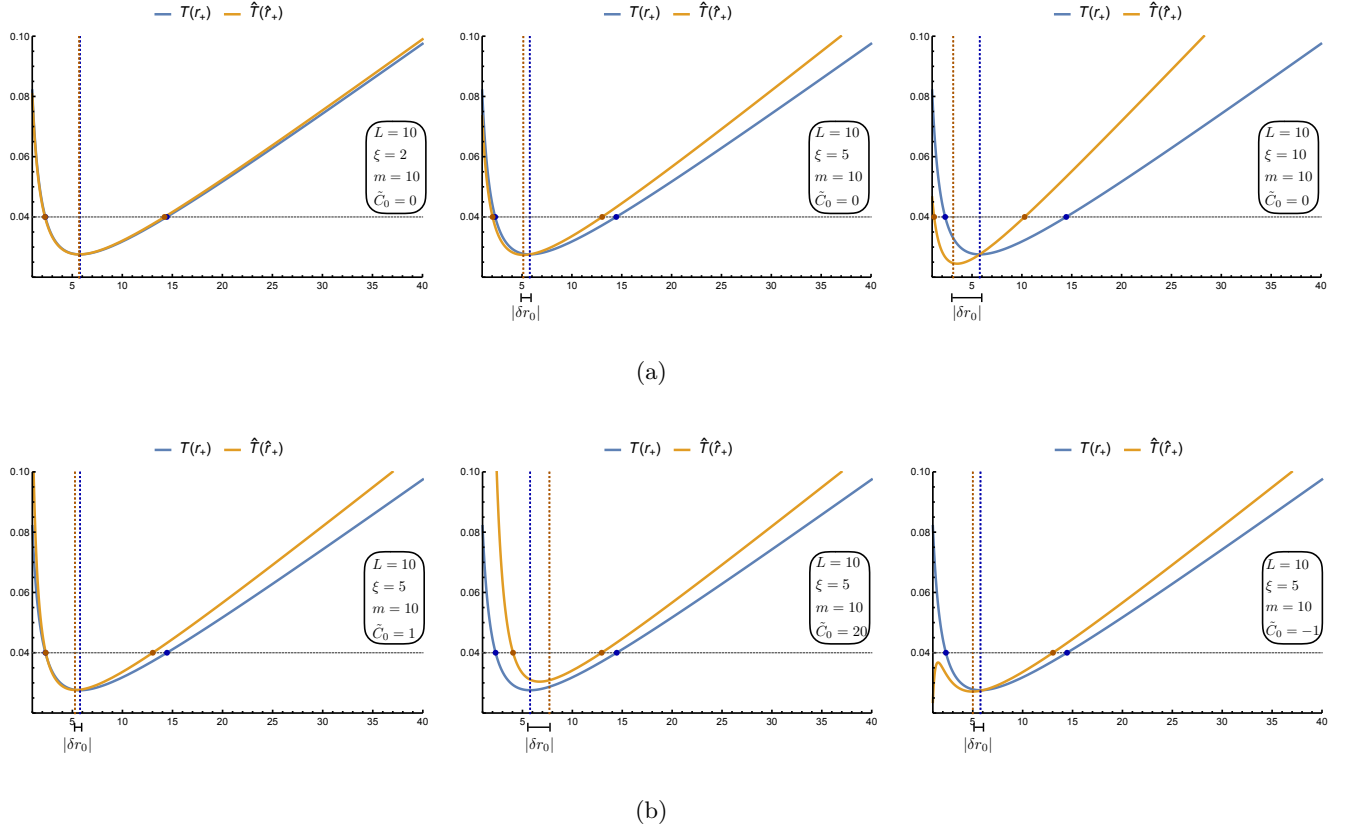 T(r₊) T̂(r̂₊)
0.10
0.08
0.06
0.04
5 10 15 20 25 30 35 40
L = 10
ξ = 2
m = 10
C̃₀ = 0
T(r₊) T̂(r̂₊)
0.10
0.08
0.06
0.04
5 10 15 20 25 30 35 40
L = 10
ξ = 5
m = 10
C̃₀ = 0
|δr₀|
T(r₊) T̂(r̂₊)
0.10
0.08
0.06
0.04
5 10 15 20 25 30 35 40
L = 10
ξ = 10
m = 10
C̃₀ = 0
|δr₀|
(a)
T(r₊) T̂(r̂₊)
0.10
0.08
0.06
0.04
5 10 15 20 25 30 35 40
L = 10
ξ = 5
m = 10
C̃₀ = 1
|δr₀|
T(r₊) T̂(r̂₊)
0.10
0.08
0.06
0.04
5 10 15 20 25 30 35 40
L = 10
ξ = 5
m = 10
C̃₀ = 20
|δr₀|
T(r₊) T̂(r̂₊)
0.10
0.08
0.06
0.04
5 10 15 20 25 30 35 40
L = 10
ξ = 5
m = 10
C̃₀ = −1
|δr₀|
(b)